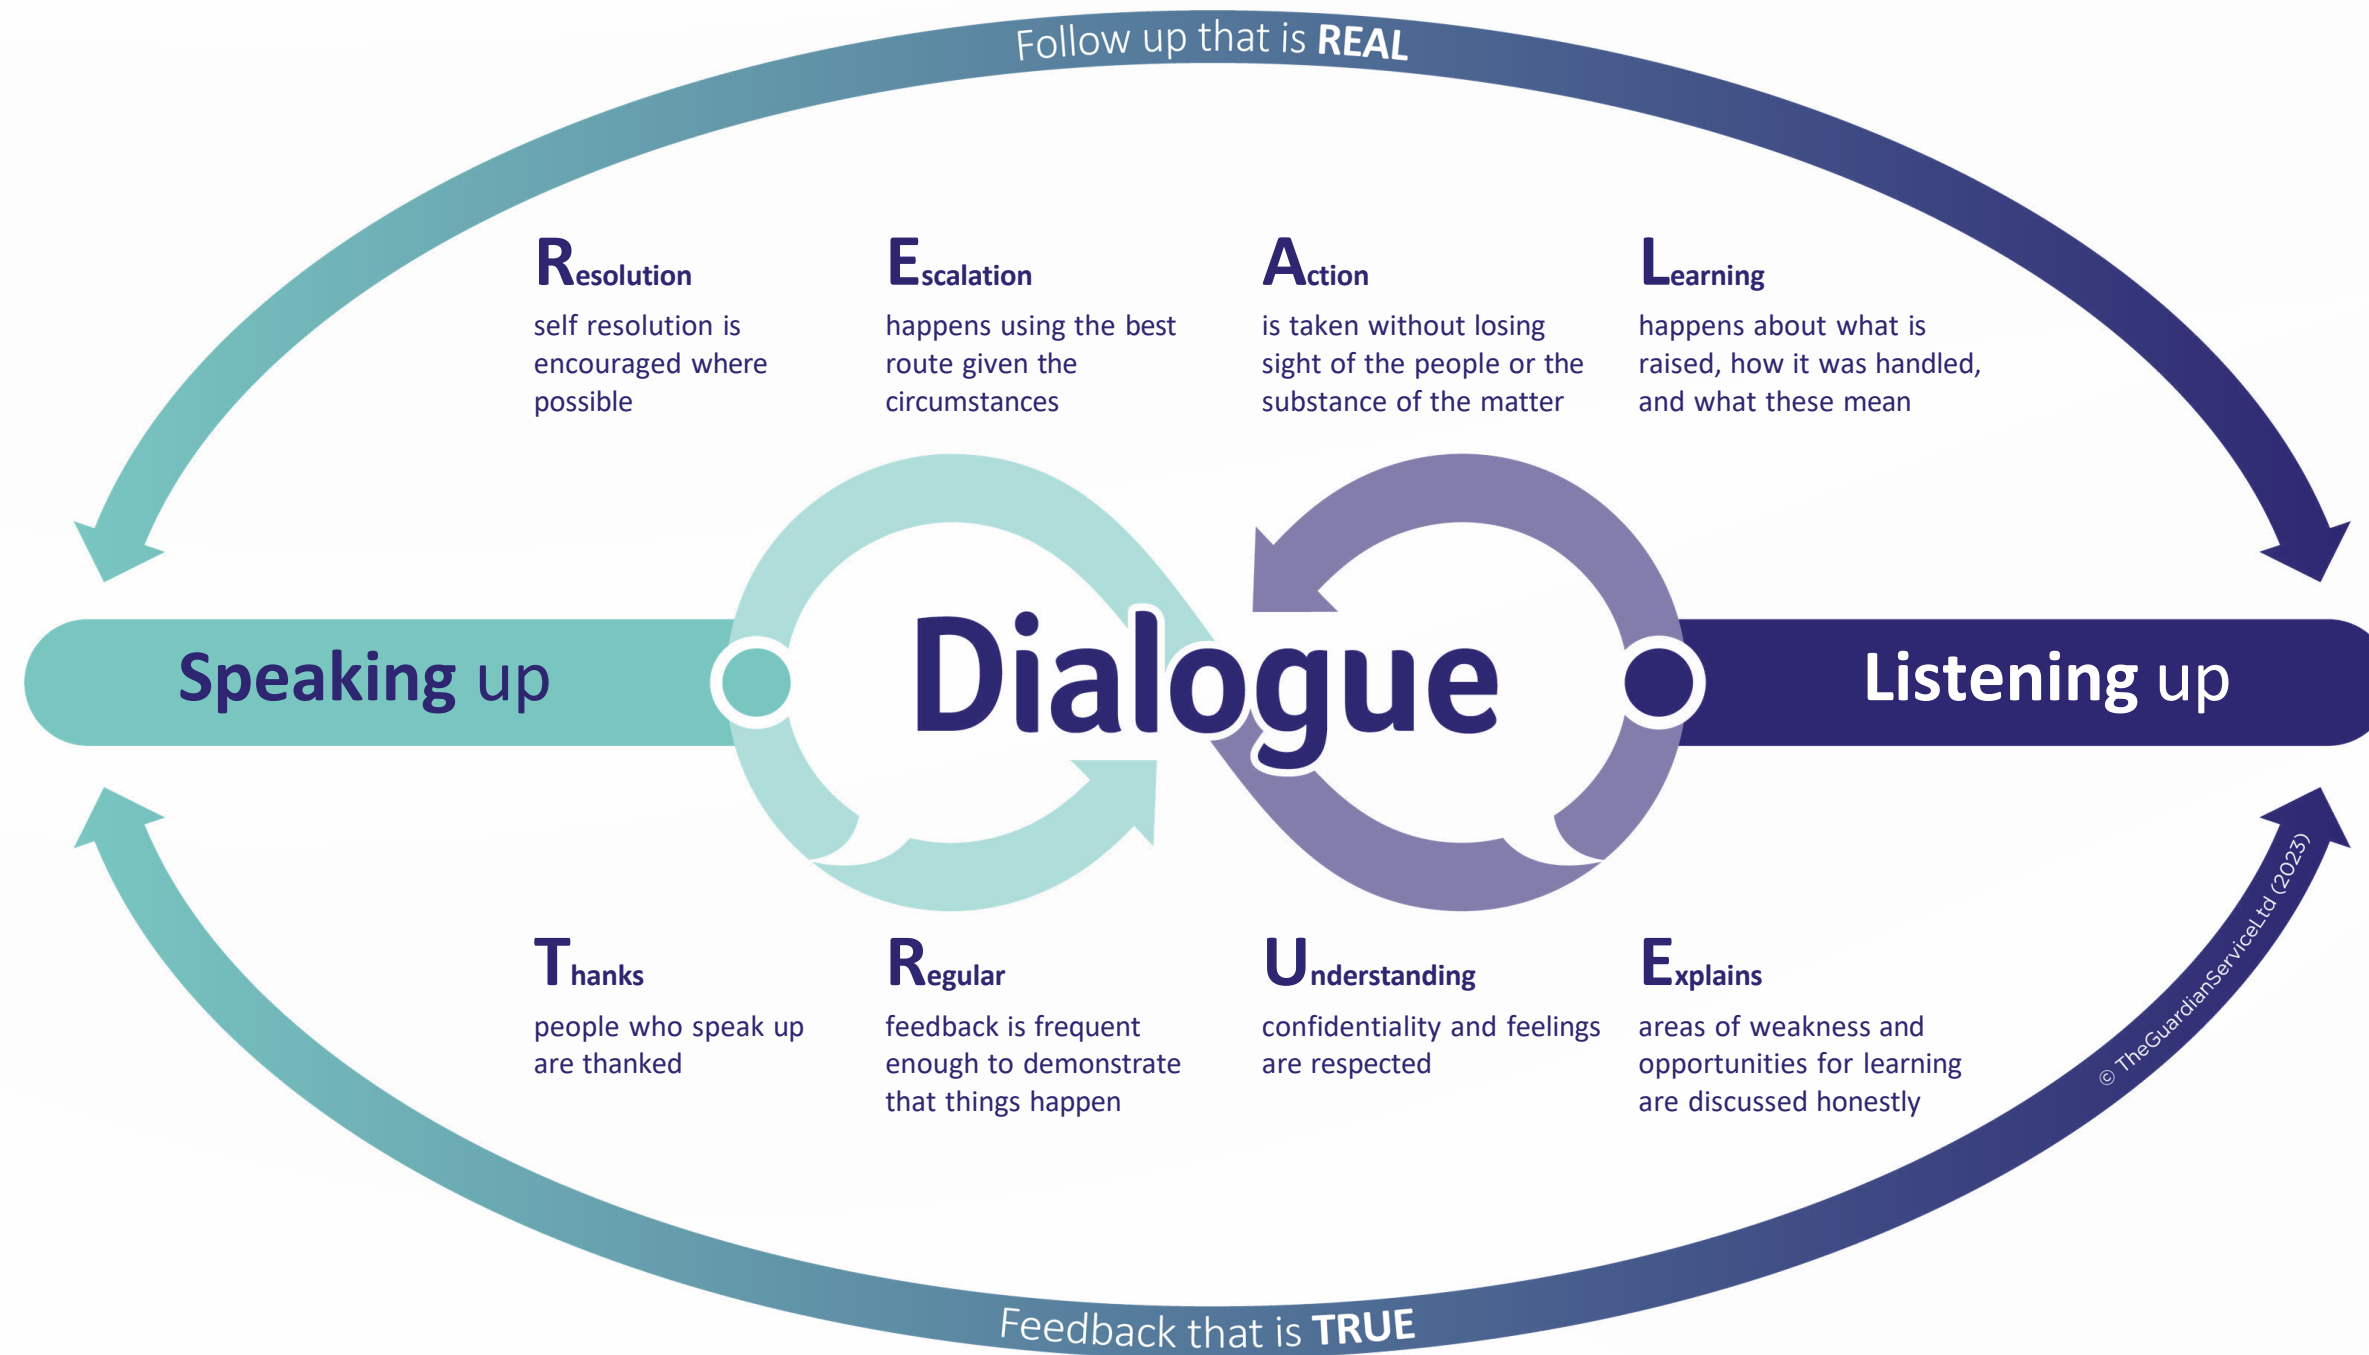 Follow up that is REAL
Resolution
self resolution is
encouraged where
possible
Escalation
happens using the best
route given the
circumstances
Action
is taken without losing
sight of the people or the
substance of the matter
Learning
happens about what is
raised, how it was handled,
and what these mean
Speaking up
Dialogue
Listening up
Thanks
people who speak up
are thanked
Regular
feedback is frequent
enough to demonstrate
that things happen
Understanding
confidentiality and feelings
are respected
Explains
areas of weakness and
opportunities for learning
are discussed honestly
© TheGuardianServiceLtd (2023)
Feedback that is TRUE